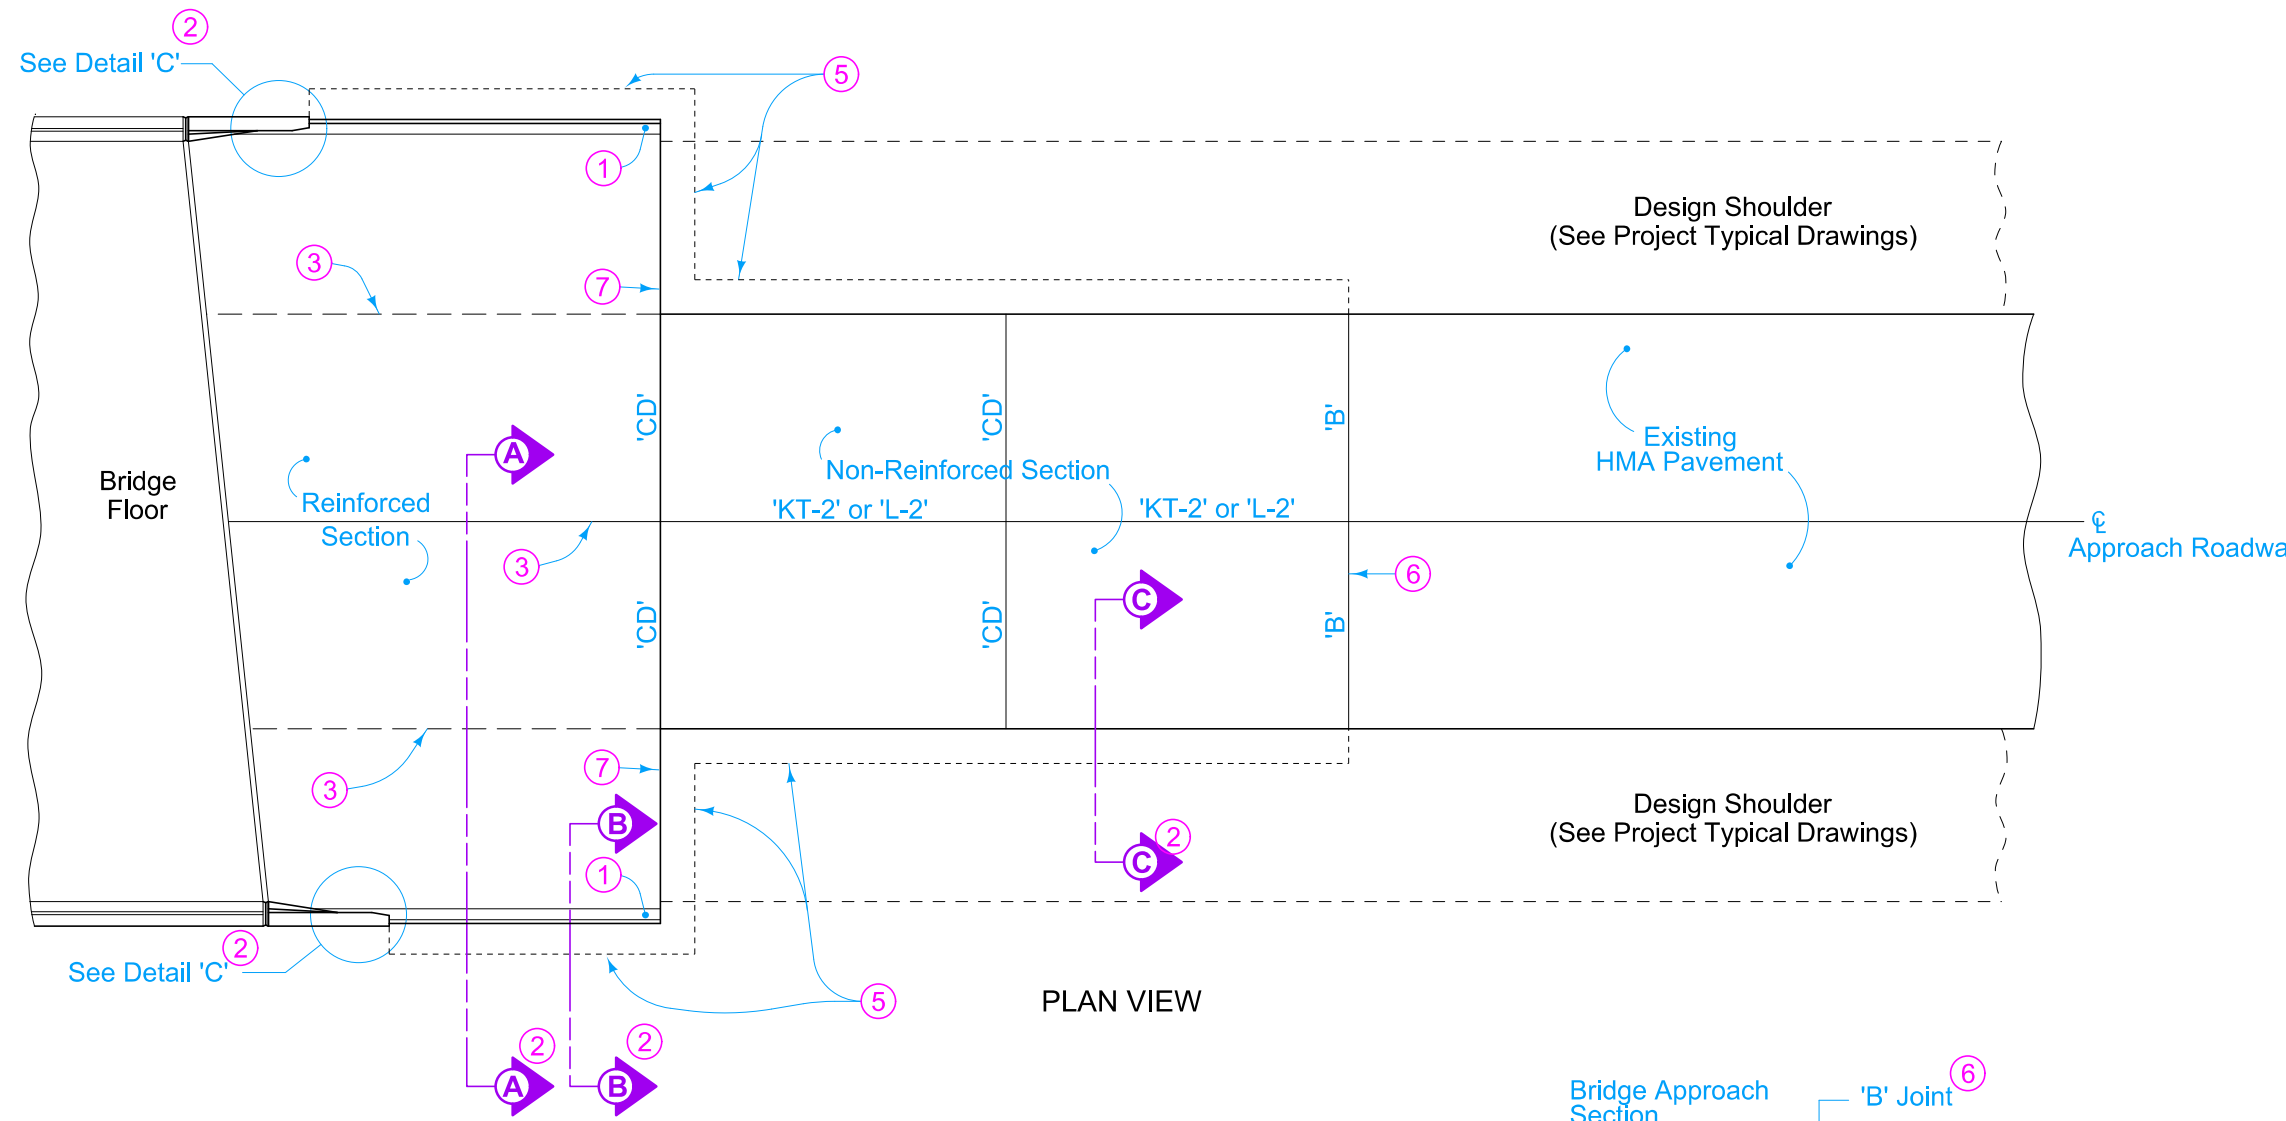 ②
See Detail 'C'
⑤
①
Design Shoulder
(See Project Typical Drawings)
③
⑦
'CD'
'CD'
'B'
A
Existing
HMA Pavement
Non-Reinforced Section
Bridge
Floor
Reinforced
Section
'KT-2' or 'L-2'
'KT-2' or 'L-2'
℄
Approach Roadwa
③
⑥
C
'CD'
'CD'
'B'
⑦
③
B
Design Shoulder
(See Project Typical Drawings)
②
C
①
②
See Detail 'C'
⑤
PLAN VIEW
②
②
A
B
Bridge Approach
Section
'B' Joint
⑥